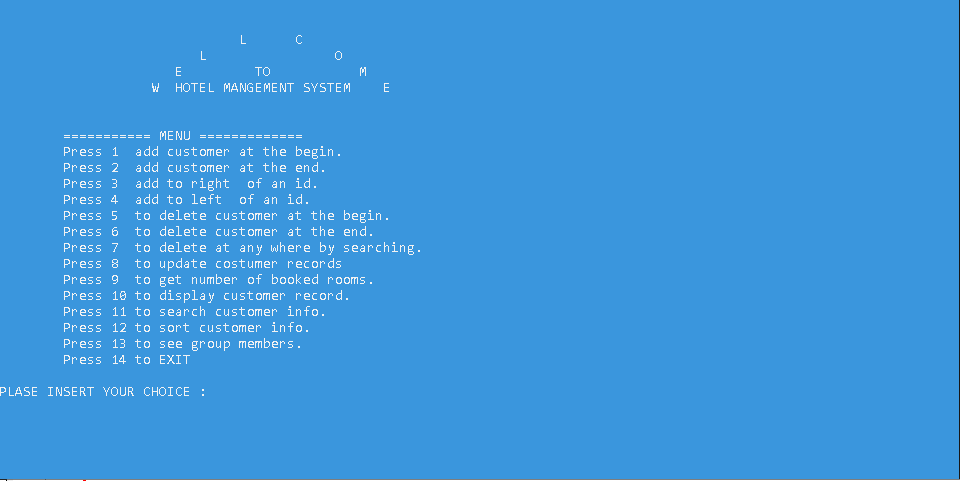 L C
L O
E TO M
W HOTEL MANGEMENT SYSTEM E
=========== MENU =============
Press 1 add customer at the begin.
Press 2 add customer at the end.
Press 3 add to right of an id.
Press 4 add to left of an id.
Press 5 to delete customer at the begin.
Press 6 to delete customer at the end.
Press 7 to delete at any where by searching.
Press 8 to update costumer records
Press 9 to get number of booked rooms.
Press 10 to display customer record.
Press 11 to search customer info.
Press 12 to sort customer info.
Press 13 to see group members.
Press 14 to EXIT
PLASE INSERT YOUR CHOICE :